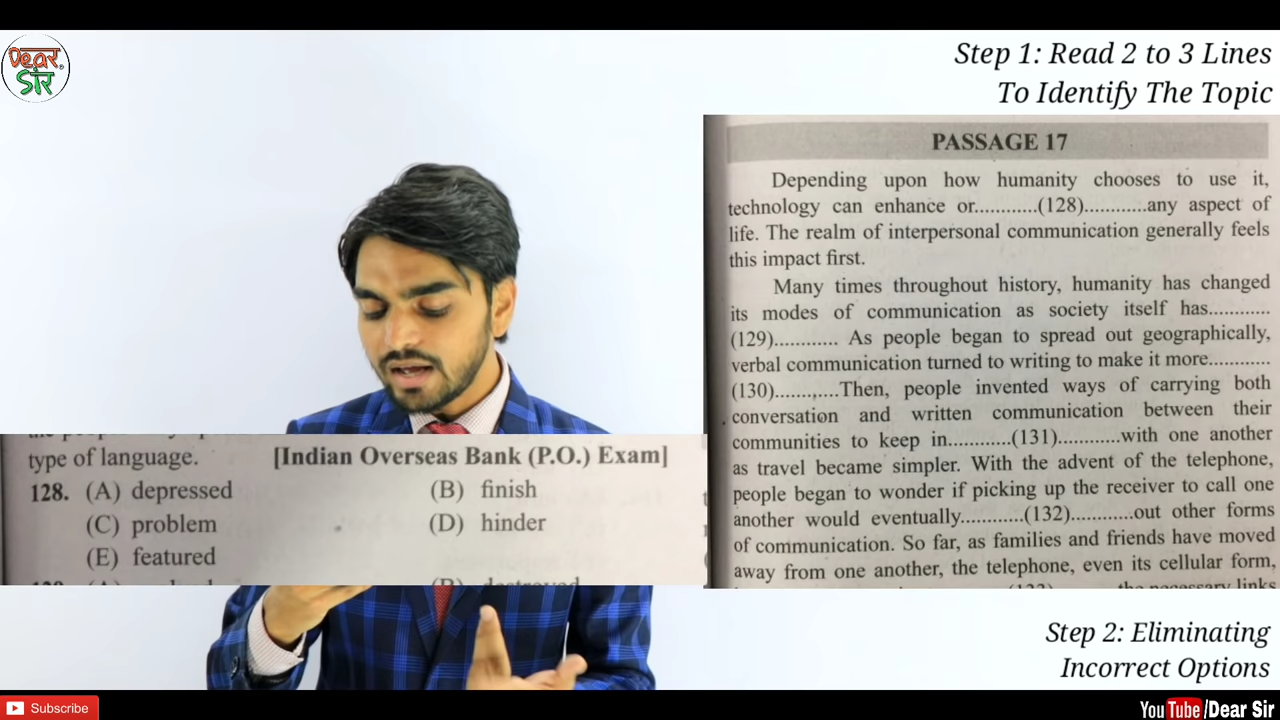 Dear
Sir
Step 1: Read 2 to 3 Lines
To Identify The Topic
PASSAGE 17
Depending upon how humanity chooses to use it,
technology can enhance or............(128)............any aspect of
life. The realm of interpersonal communication generally feels
this impact first.
Many times throughout history, humanity has changed
its modes of communication as society itself has............
(129)............ As people began to spread out geographically,
verbal communication turned to writing to make it more............
(130)............Then, people invented ways of carrying both
conversation and written communication between their
communities to keep in............(131)............with one another
as travel became simpler. With the advent of the telephone,
people began to wonder if picking up the receiver to call one
another would eventually............(132)............out other forms
of communication. So far, as families and friends have moved
away from one another, the telephone, even its cellular form,
the necessary links
type of language. [Indian Overseas Bank (P.O.) Exam]
128. (A) depressed (B) finish
(C) problem (D) hinder
(E) featured
Step 2: Eliminating
Incorrect Options
Subscribe
YouTube/Dear Sir